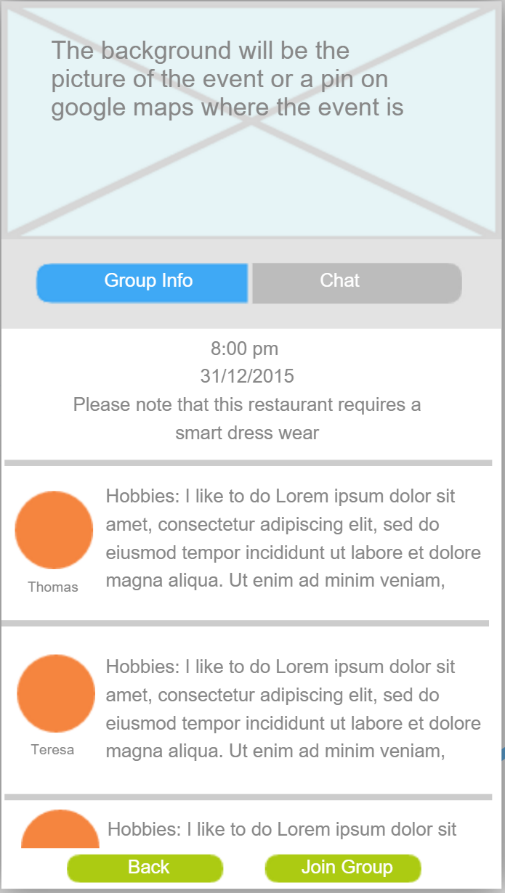 The background will be the
picture of the event or a pin on
google maps where the event is
Group Info
Chat
8:00 pm
31/12/2015
Please note that this restaurant requires a
smart dress wear
Hobbies: I like to do Lorem ipsum dolor sit
amet, consectetur adipiscing elit, sed do
eiusmod tempor incididunt ut labore et dolore
magna aliqua. Ut enim ad minim veniam,
Thomas
Hobbies: I like to do Lorem ipsum dolor sit
amet, consectetur adipiscing elit, sed do
eiusmod tempor incididunt ut labore et dolore
magna aliqua. Ut enim ad minim veniam,
Teresa
Hobbies: I like to do Lorem ipsum dolor sit
Back
Join Group